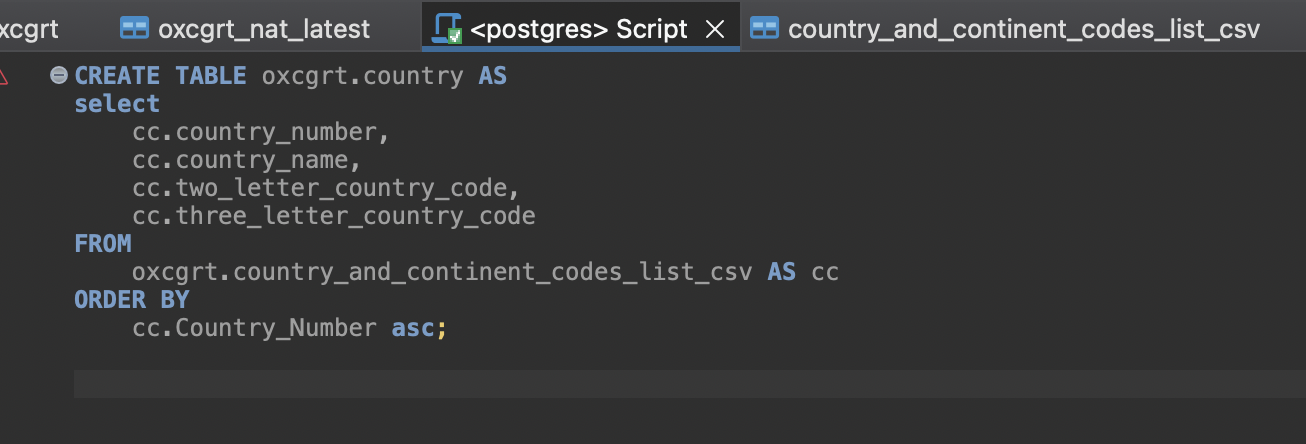 xcgrt oxcgrt_nat_latest <postgres> Script country_and_continent_codes_list_csv
CREATE TABLE oxcgrt.country AS
select
cc.country_number,
cc.country_name,
cc.two_letter_country_code,
cc.three_letter_country_code
FROM
oxcgrt.country_and_continent_codes_list_csv AS cc
ORDER BY
cc.Country_Number asc;